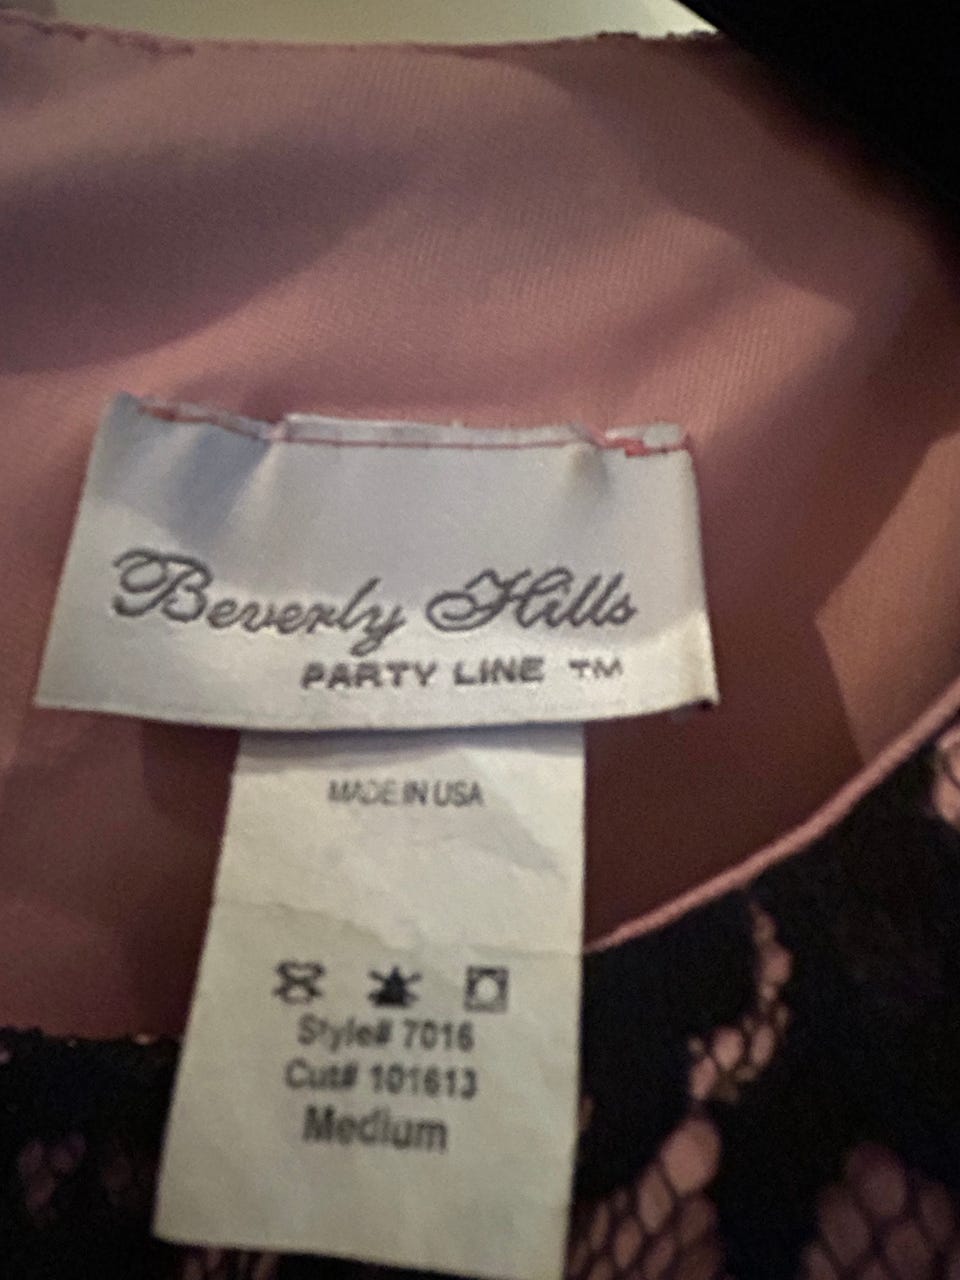 Beverly Hills
PARTY LINE ™
MADE IN USA
Style# 7016
Cut# 101613
Medium